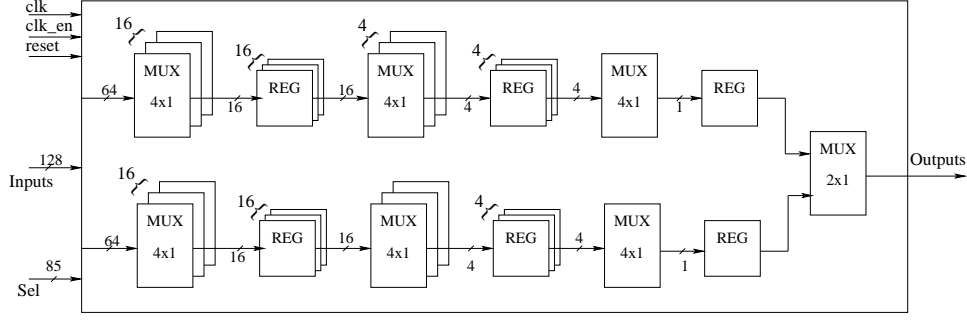 clk
clk_en
reset
16
16
4
4
MUX
4x1
REG
MUX
4x1
REG
MUX
4x1
REG
64
16
16
4
4
1
128
Inputs
MUX
2x1
Outputs
16
16
4
MUX
4x1
REG
MUX
4x1
REG
MUX
4x1
REG
64
16
16
4
4
1
85
Sel